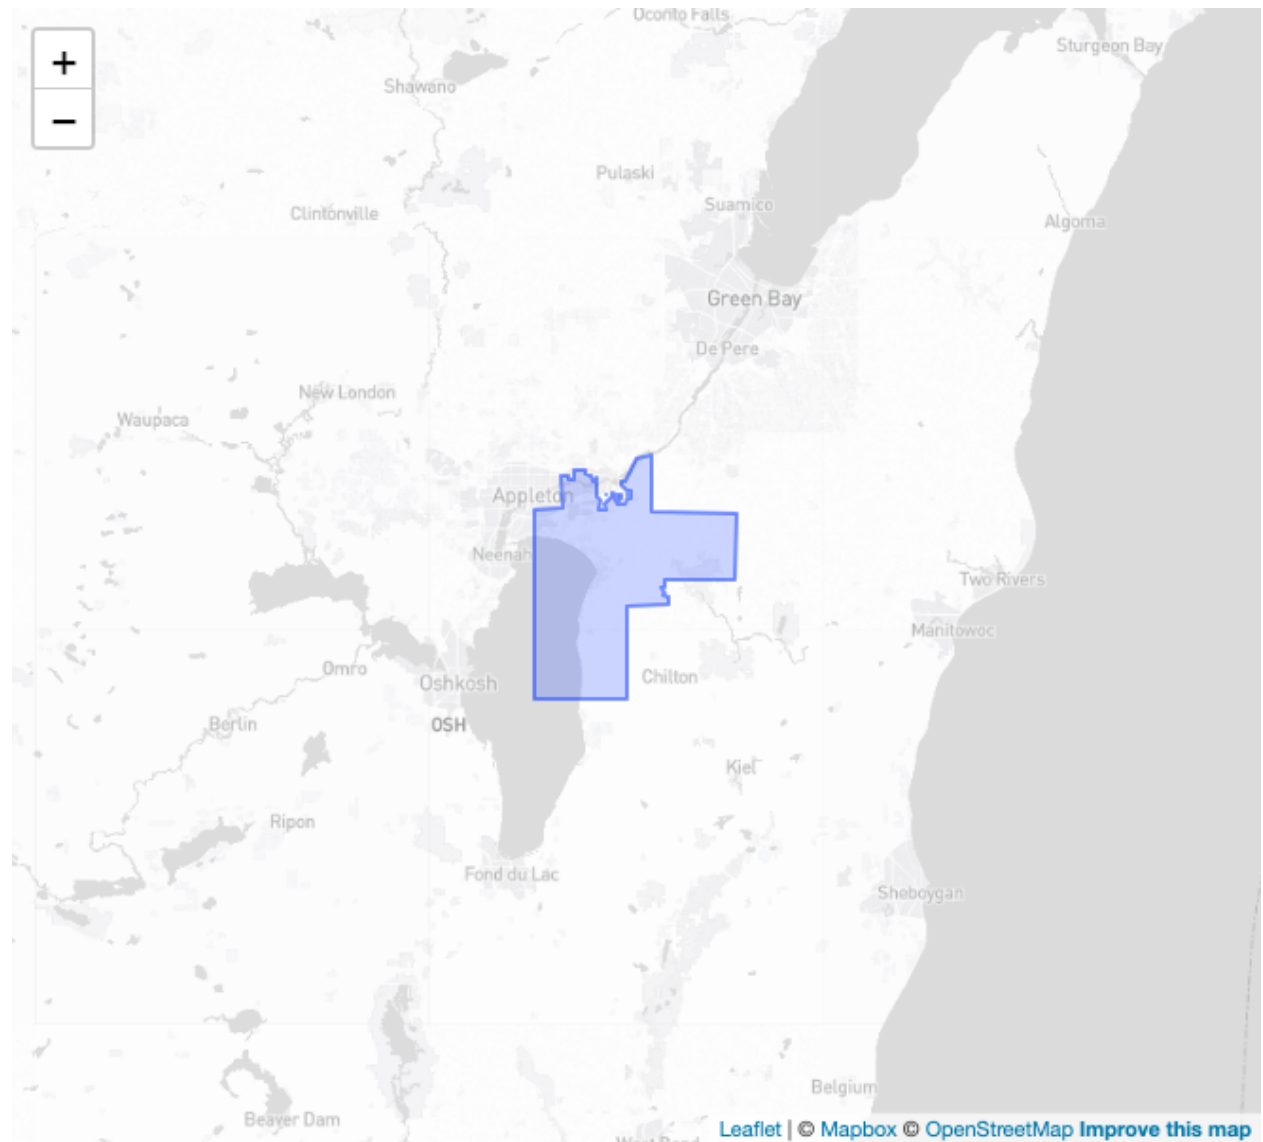 +
−
Oconto Falls
Sturgeon Bay
Shawano
Pulaski
Suamico
Clintonville
Algoma
Green Bay
De Pere
New London
Waupaca
Appleton
Neenah
Two Rivers
Manitowoc
Omro
Oshkosh
Chilton
Berlin
OSH
Kiel
Ripon
Fond du Lac
Sheboygan
Belgium
Beaver Dam
West Bend
Leaflet | © Mapbox © OpenStreetMap Improve this map